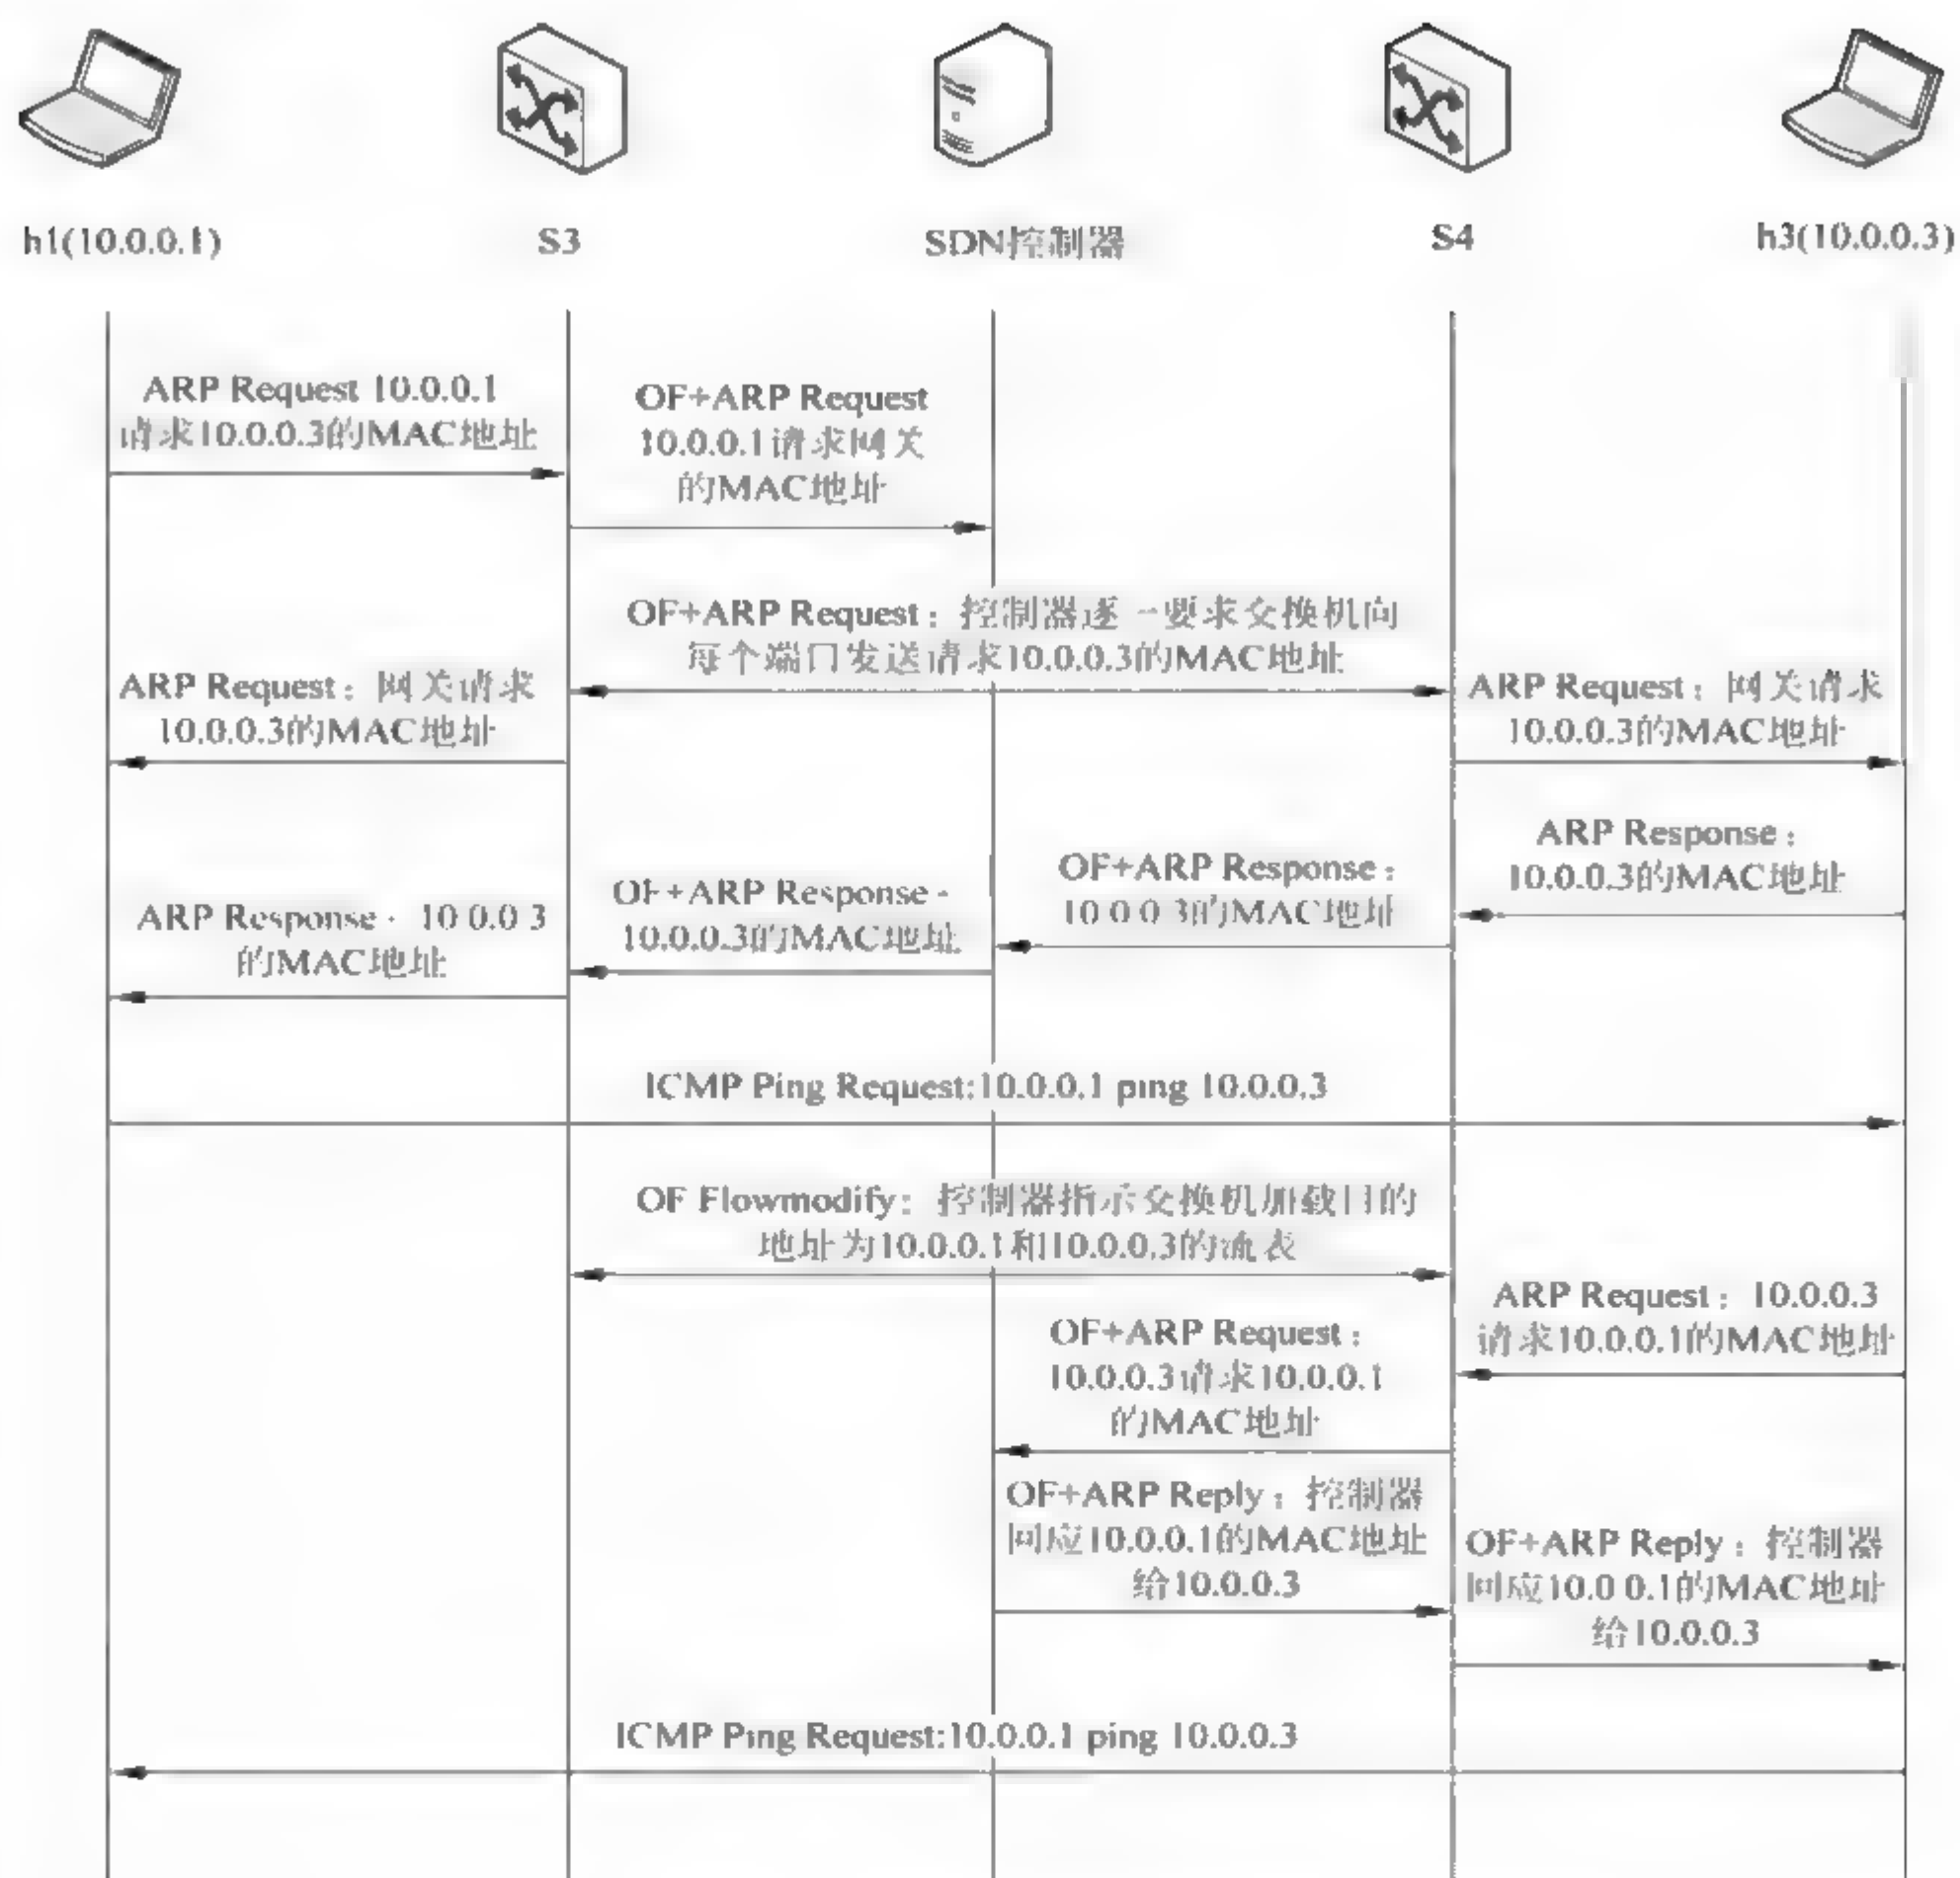 h1(10.0.0.1)
S3
SDN控制器
S4
h3(10.0.0.3)
ARP Request 10.0.0.1
请求10.0.0.3的MAC地址
OF+ARP Request
10.0.0.1请求网关
的MAC地址
OF+ARP Request：控制器逐一要求交换机向
每个端口发送请求10.0.0.3的MAC地址
ARP Request：网关请求
10.0.0.3的MAC地址
ARP Request：网关请求
10.0.0.3的MAC地址
ARP Response：
10.0.0.3的MAC地址
OF+ARP Response：
10.0.0.3的MAC地址
OF+ARP Response：
10.0.0.3的MAC地址
ARP Response：10.0.0.3
的MAC地址
ICMP Ping Request:10.0.0.1 ping 10.0.0.3
OF Flowmodify：控制器指示交换机加载目的
地址为10.0.0.1和10.0.0.3的流表
ARP Request：10.0.0.3
请求10.0.0.1的MAC地址
OF+ARP Request：
10.0.0.3请求10.0.0.1
的MAC地址
OF+ARP Reply：控制器
回应10.0.0.1的MAC地址
给10.0.0.3
OF+ARP Reply：控制器
回应10.0.0.1的MAC地址
给10.0.0.3
ICMP Ping Request:10.0.0.1 ping 10.0.0.3